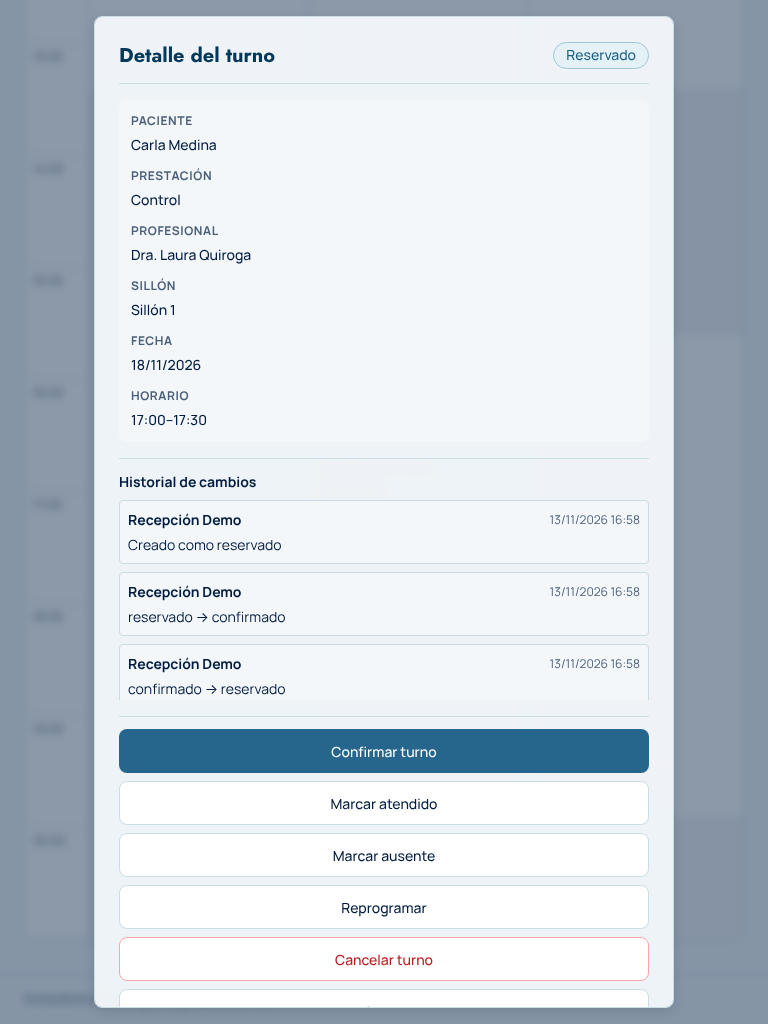 Detalle del turno
Reservado
PACIENTE
Carla Medina
PRESTACIÓN
Control
PROFESIONAL
Dra. Laura Quiroga
SILLÓN
Sillón 1
FECHA
18/11/2026
HORARIO
17:00–17:30
Historial de cambios
Recepción Demo 13/11/2026 16:58
Creado como reservado
Recepción Demo 13/11/2026 16:58
reservado → confirmado
Recepción Demo 13/11/2026 16:58
confirmado → reservado
Confirmar turno
Marcar atendido
Marcar ausente
Reprogramar
Cancelar turno